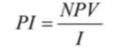 PI = NPV / I